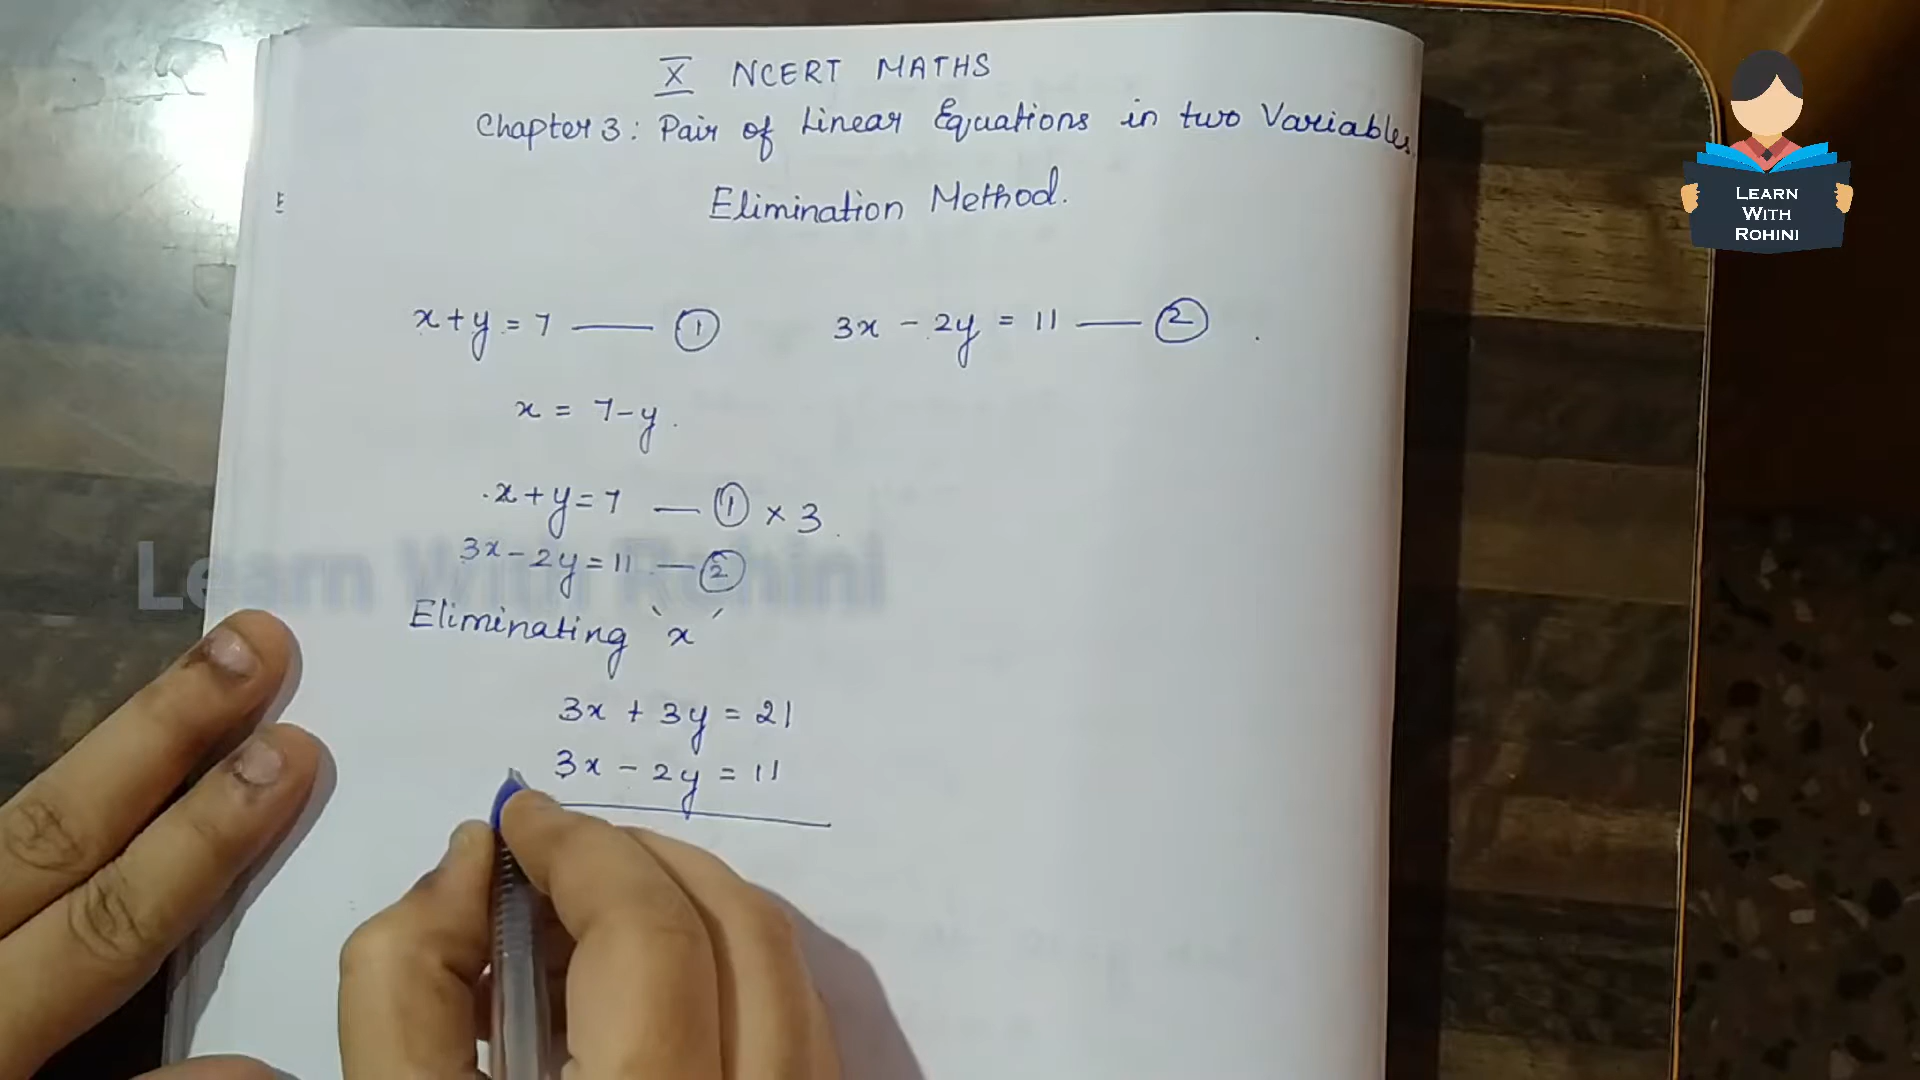 X NCERT MATHS
Chapter 3: Pair of Linear Equations in two Variables.
Elimination Method.
x+y = 7 — ① 3x - 2y = 11 — ②
x = 7-y.
x+y=7 — ① × 3
3x-2y=11 — ②
Eliminating `x´
3x + 3y = 21
3x - 2y = 11
LEARN
WITH
ROHINI
Learn With Rohini